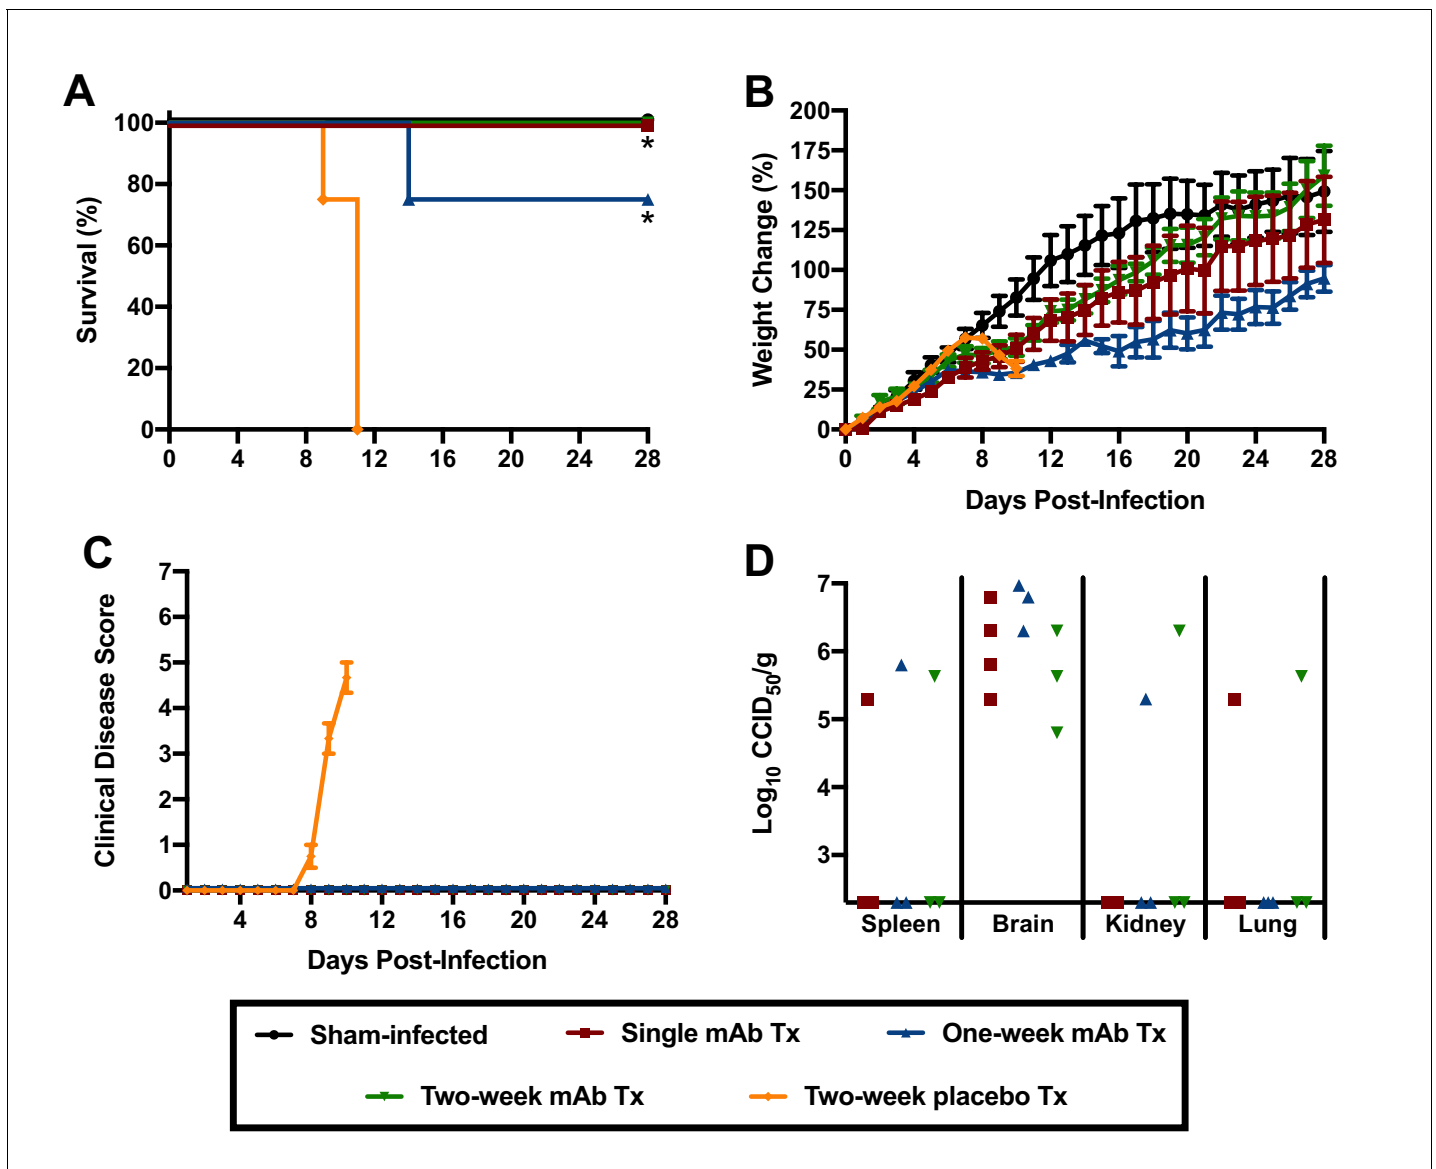 A
Survival (%)
100
80
60
40
20
0
0 4 8 12 16 20 24 28
*
*
B
Weight Change (%)
200
175
150
125
100
75
50
25
0
0 4 8 12 16 20 24 28
Days Post-Infection
C
Clinical Disease Score
7
6
5
4
3
2
1
0
4 8 12 16 20 24 28
Days Post-Infection
D
Log10 CCID50/g
7
6
5
4
3
Spleen Brain Kidney Lung
Sham-infected Single mAb Tx One-week mAb Tx
Two-week mAb Tx Two-week placebo Tx